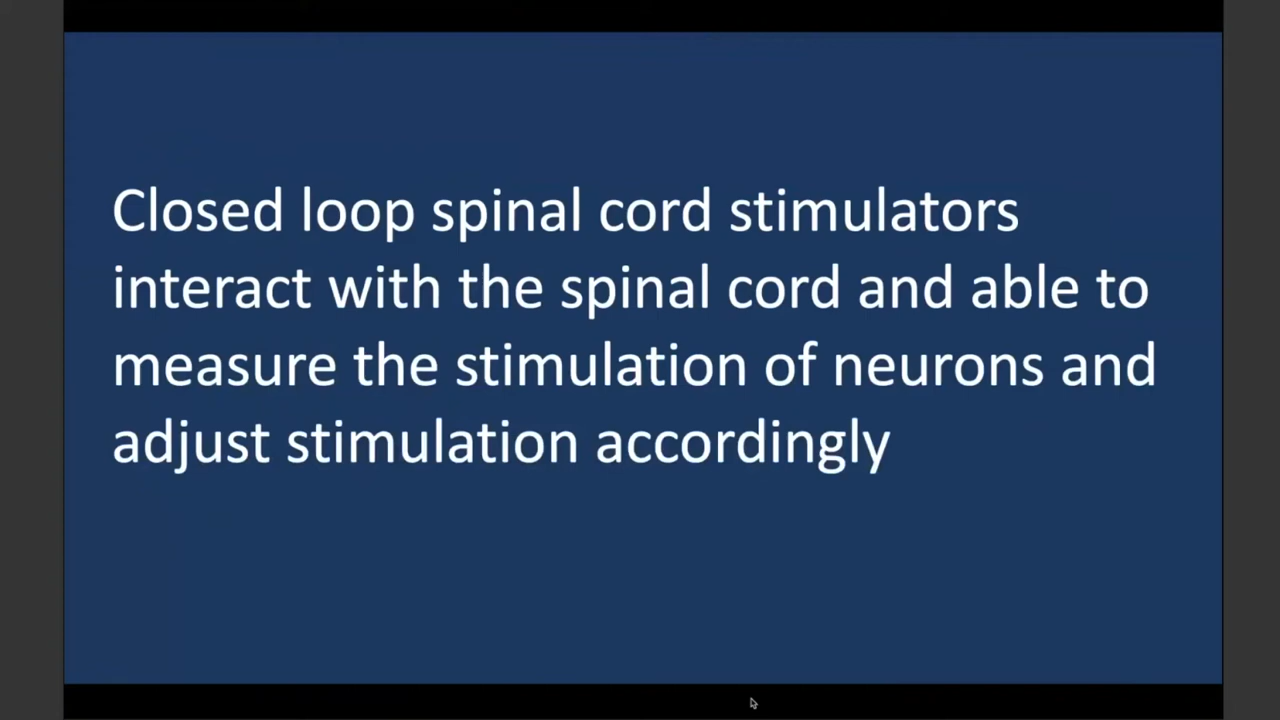 Closed loop spinal cord stimulators
interact with the spinal cord and able to
measure the stimulation of neurons and
adjust stimulation accordingly